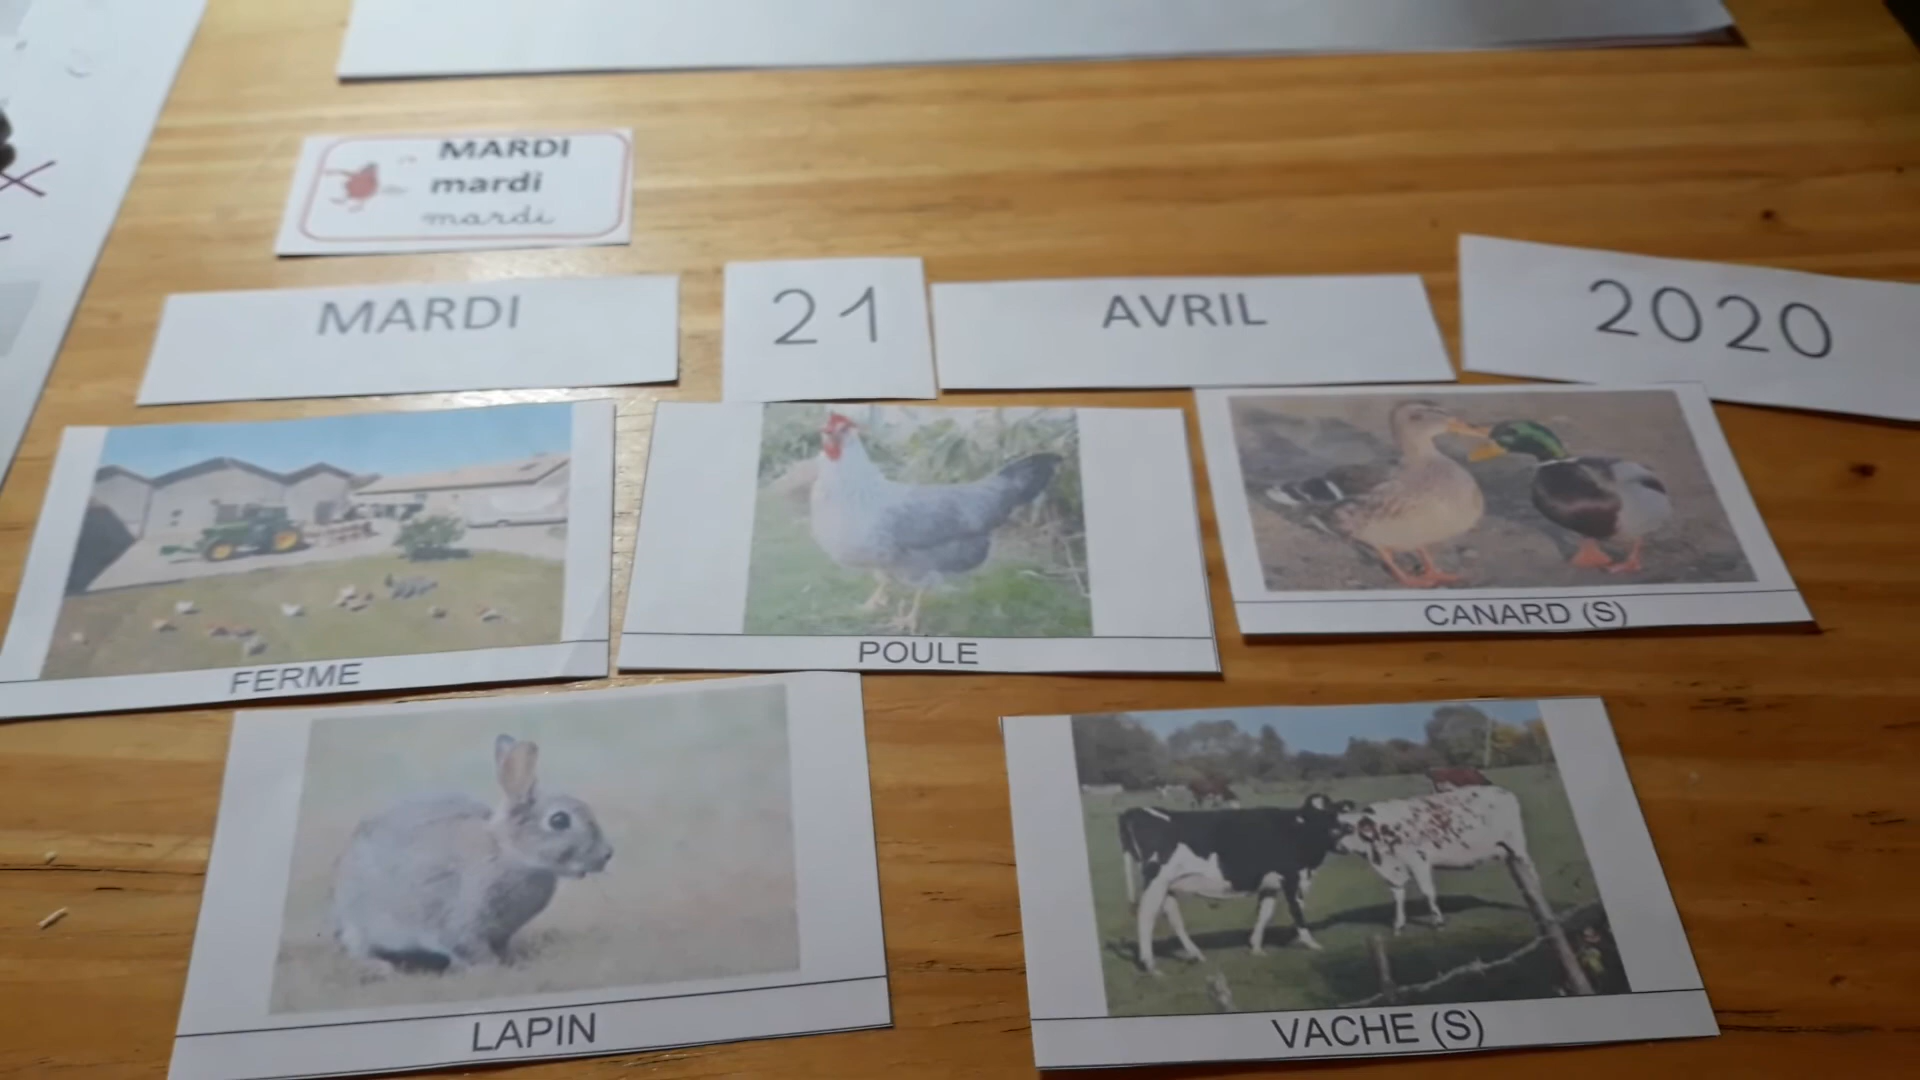 MARDI
mardi
mardi
MARDI 21 AVRIL 2020
FERME
POULE
CANARD (S)
LAPIN
VACHE (S)